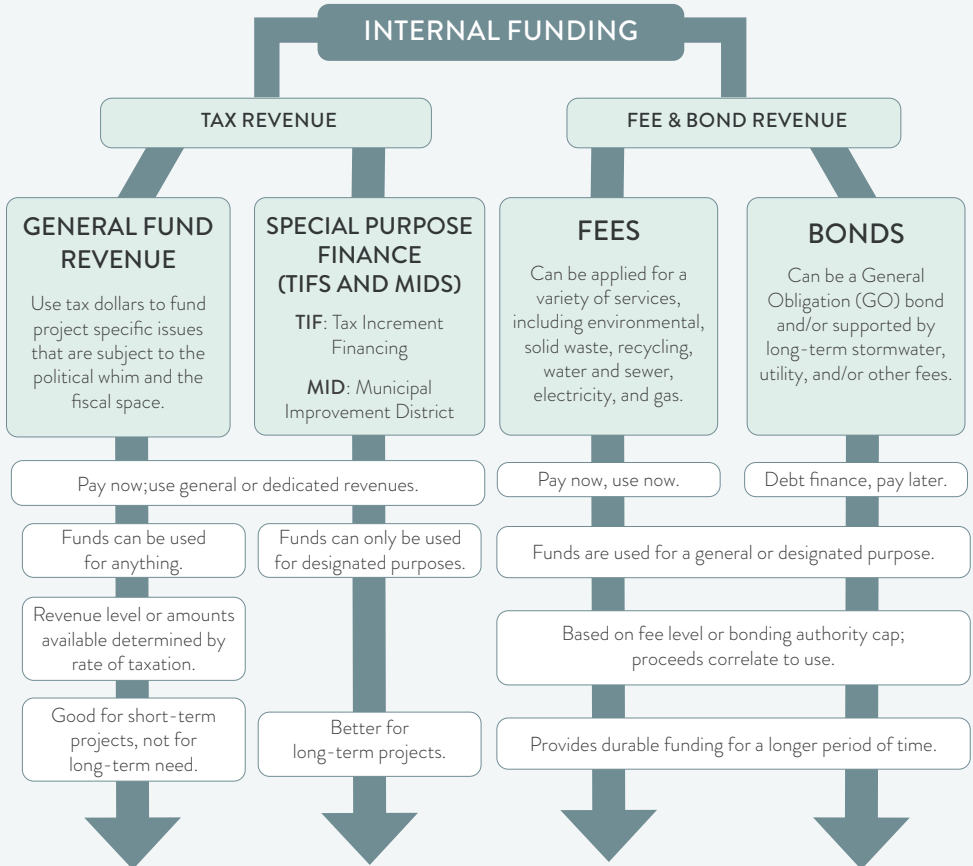 INTERNAL FUNDING
TAX REVENUE
FEE & BOND REVENUE
GENERAL FUND
REVENUE
Use tax dollars to fund
project specific issues
that are subject to the
political whim and the
fiscal space.
SPECIAL PURPOSE
FINANCE
(TIFS AND MIDS)
TIF: Tax Increment
Financing
MID: Municipal
Improvement District
FEES
Can be applied for a
variety of services,
including environmental,
solid waste, recycling,
water and sewer,
electricity, and gas.
BONDS
Can be a General
Obligation (GO) bond
and/or supported by
long-term stormwater,
utility, and/or other fees.
Pay now;use general or dedicated revenues.
Pay now, use now.
Debt finance, pay later.
Funds can be used
for anything.
Funds can only be used
for designated purposes.
Funds are used for a general or designated purpose.
Revenue level or amounts
available determined by
rate of taxation.
Based on fee level or bonding authority cap;
proceeds correlate to use.
Good for short-term
projects, not for
long-term need.
Better for
long-term projects.
Provides durable funding for a longer period of time.